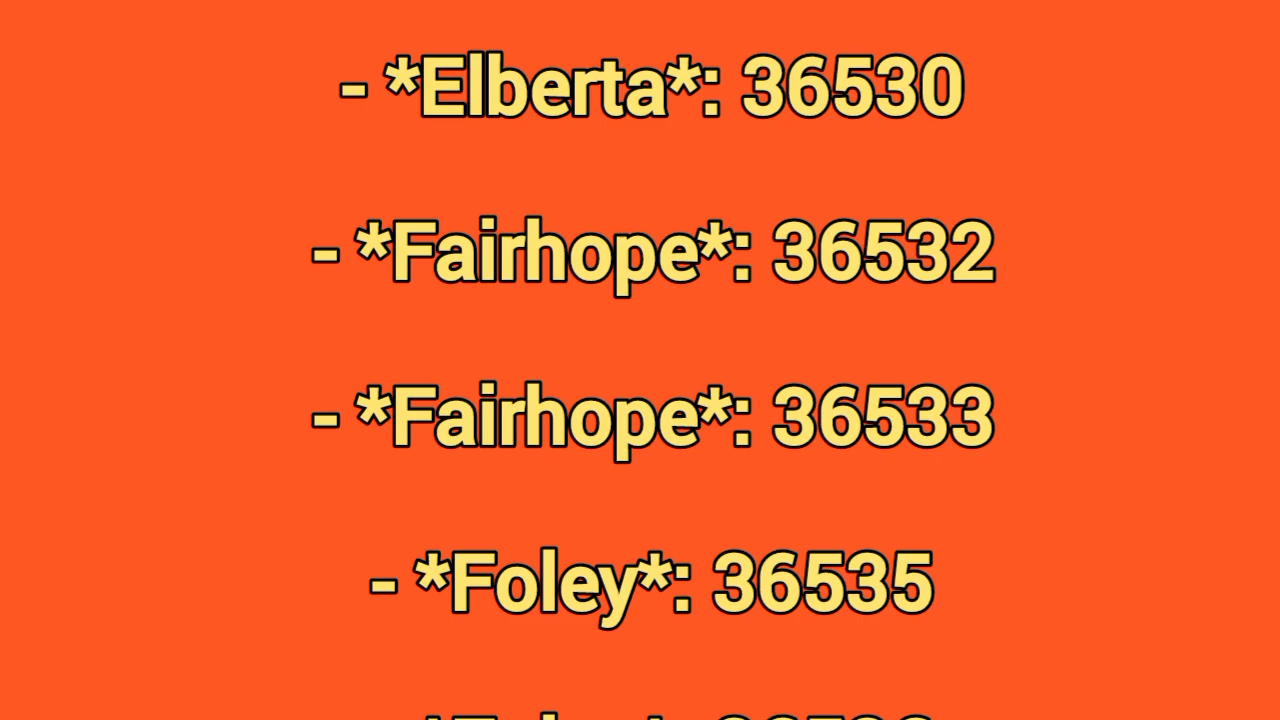 - *Elberta*: 36530
- *Fairhope*: 36532
- *Fairhope*: 36533
- *Foley*: 36535